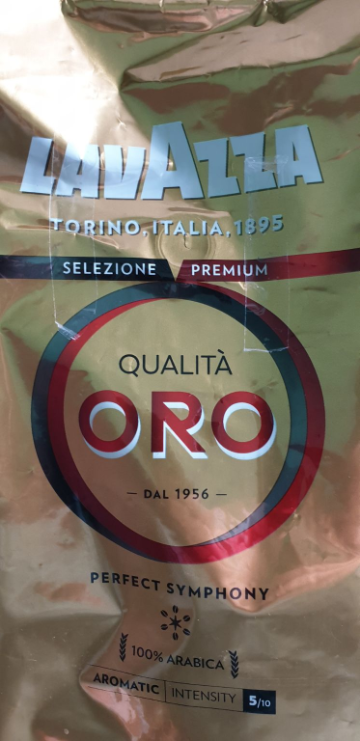 LAVAZZA
TORINO, ITALIA, 1895
SELEZIONE PREMIUM
QUALITÀ
ORO
— DAL 1956 —
PERFECT SYMPHONY
100% ARABICA
AROMATIC INTENSITY 5/10